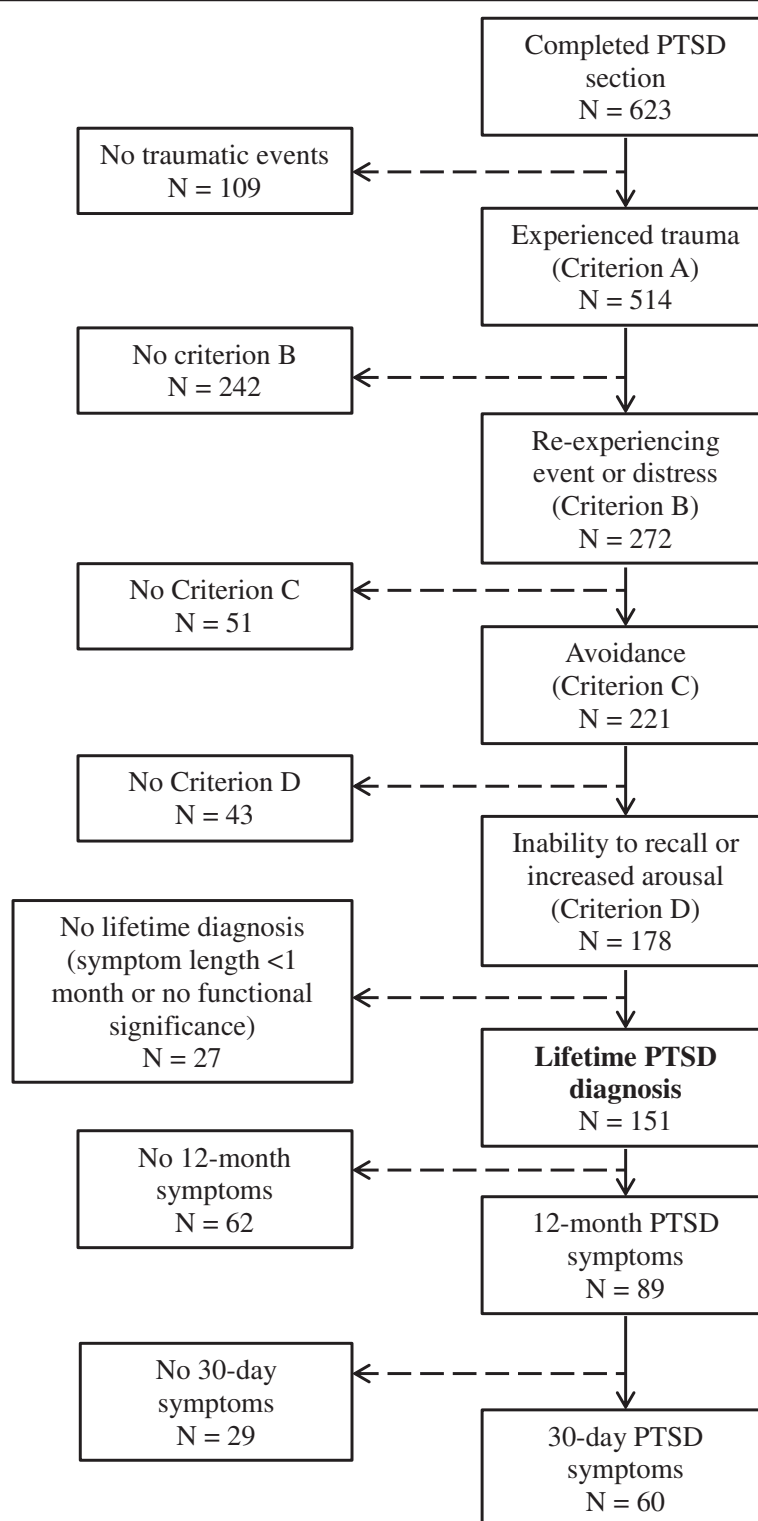 Completed PTSD
section
N = 623
No traumatic events
N = 109
Experienced trauma
(Criterion A)
N = 514
No criterion B
N = 242
Re-experiencing
event or distress
(Criterion B)
N = 272
No Criterion C
N = 51
Avoidance
(Criterion C)
N = 221
No Criterion D
N = 43
Inability to recall or
increased arousal
(Criterion D)
N = 178
No lifetime diagnosis
(symptom length <1
month or no functional
significance)
N = 27
Lifetime PTSD
diagnosis
N = 151
No 12-month
symptoms
N = 62
12-month PTSD
symptoms
N = 89
No 30-day
symptoms
N = 29
30-day PTSD
symptoms
N = 60